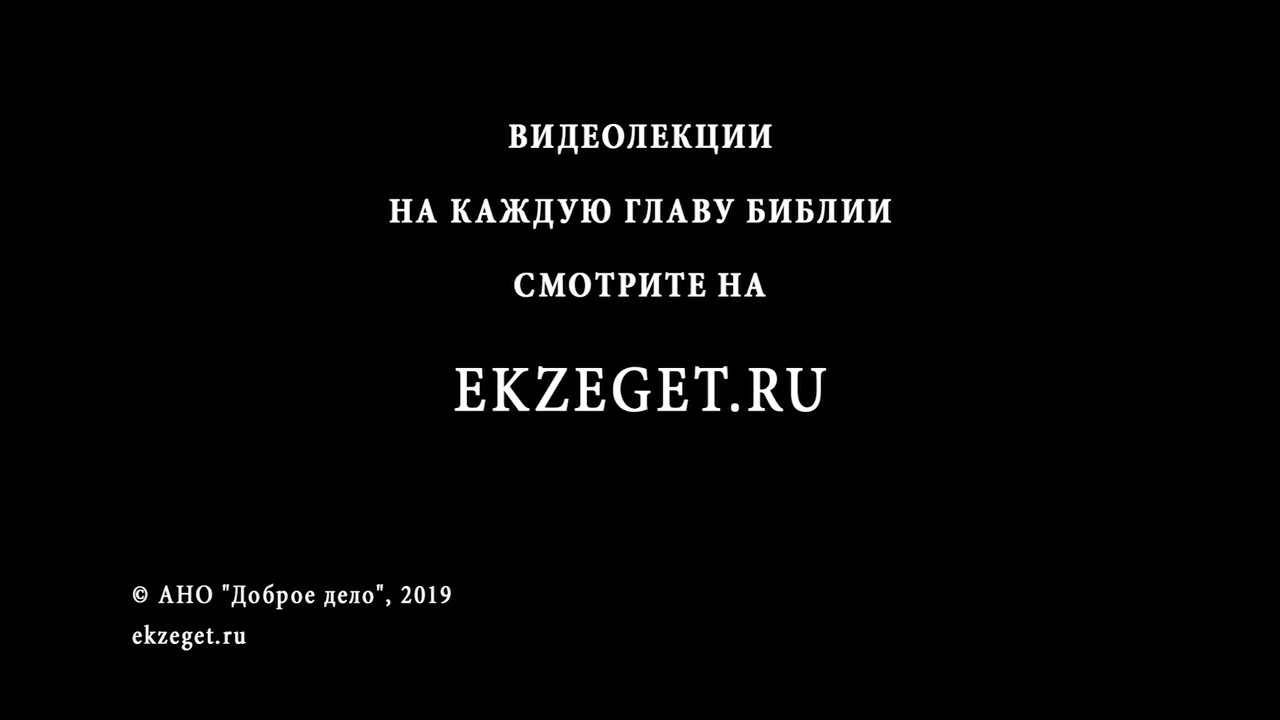 ВИДЕОЛЕКЦИИ
НА КАЖДУЮ ГЛАВУ БИБЛИИ
СМОТРИТЕ НА
EKZEGET.RU
© АНО "Доброе дело", 2019
ekzeget.ru